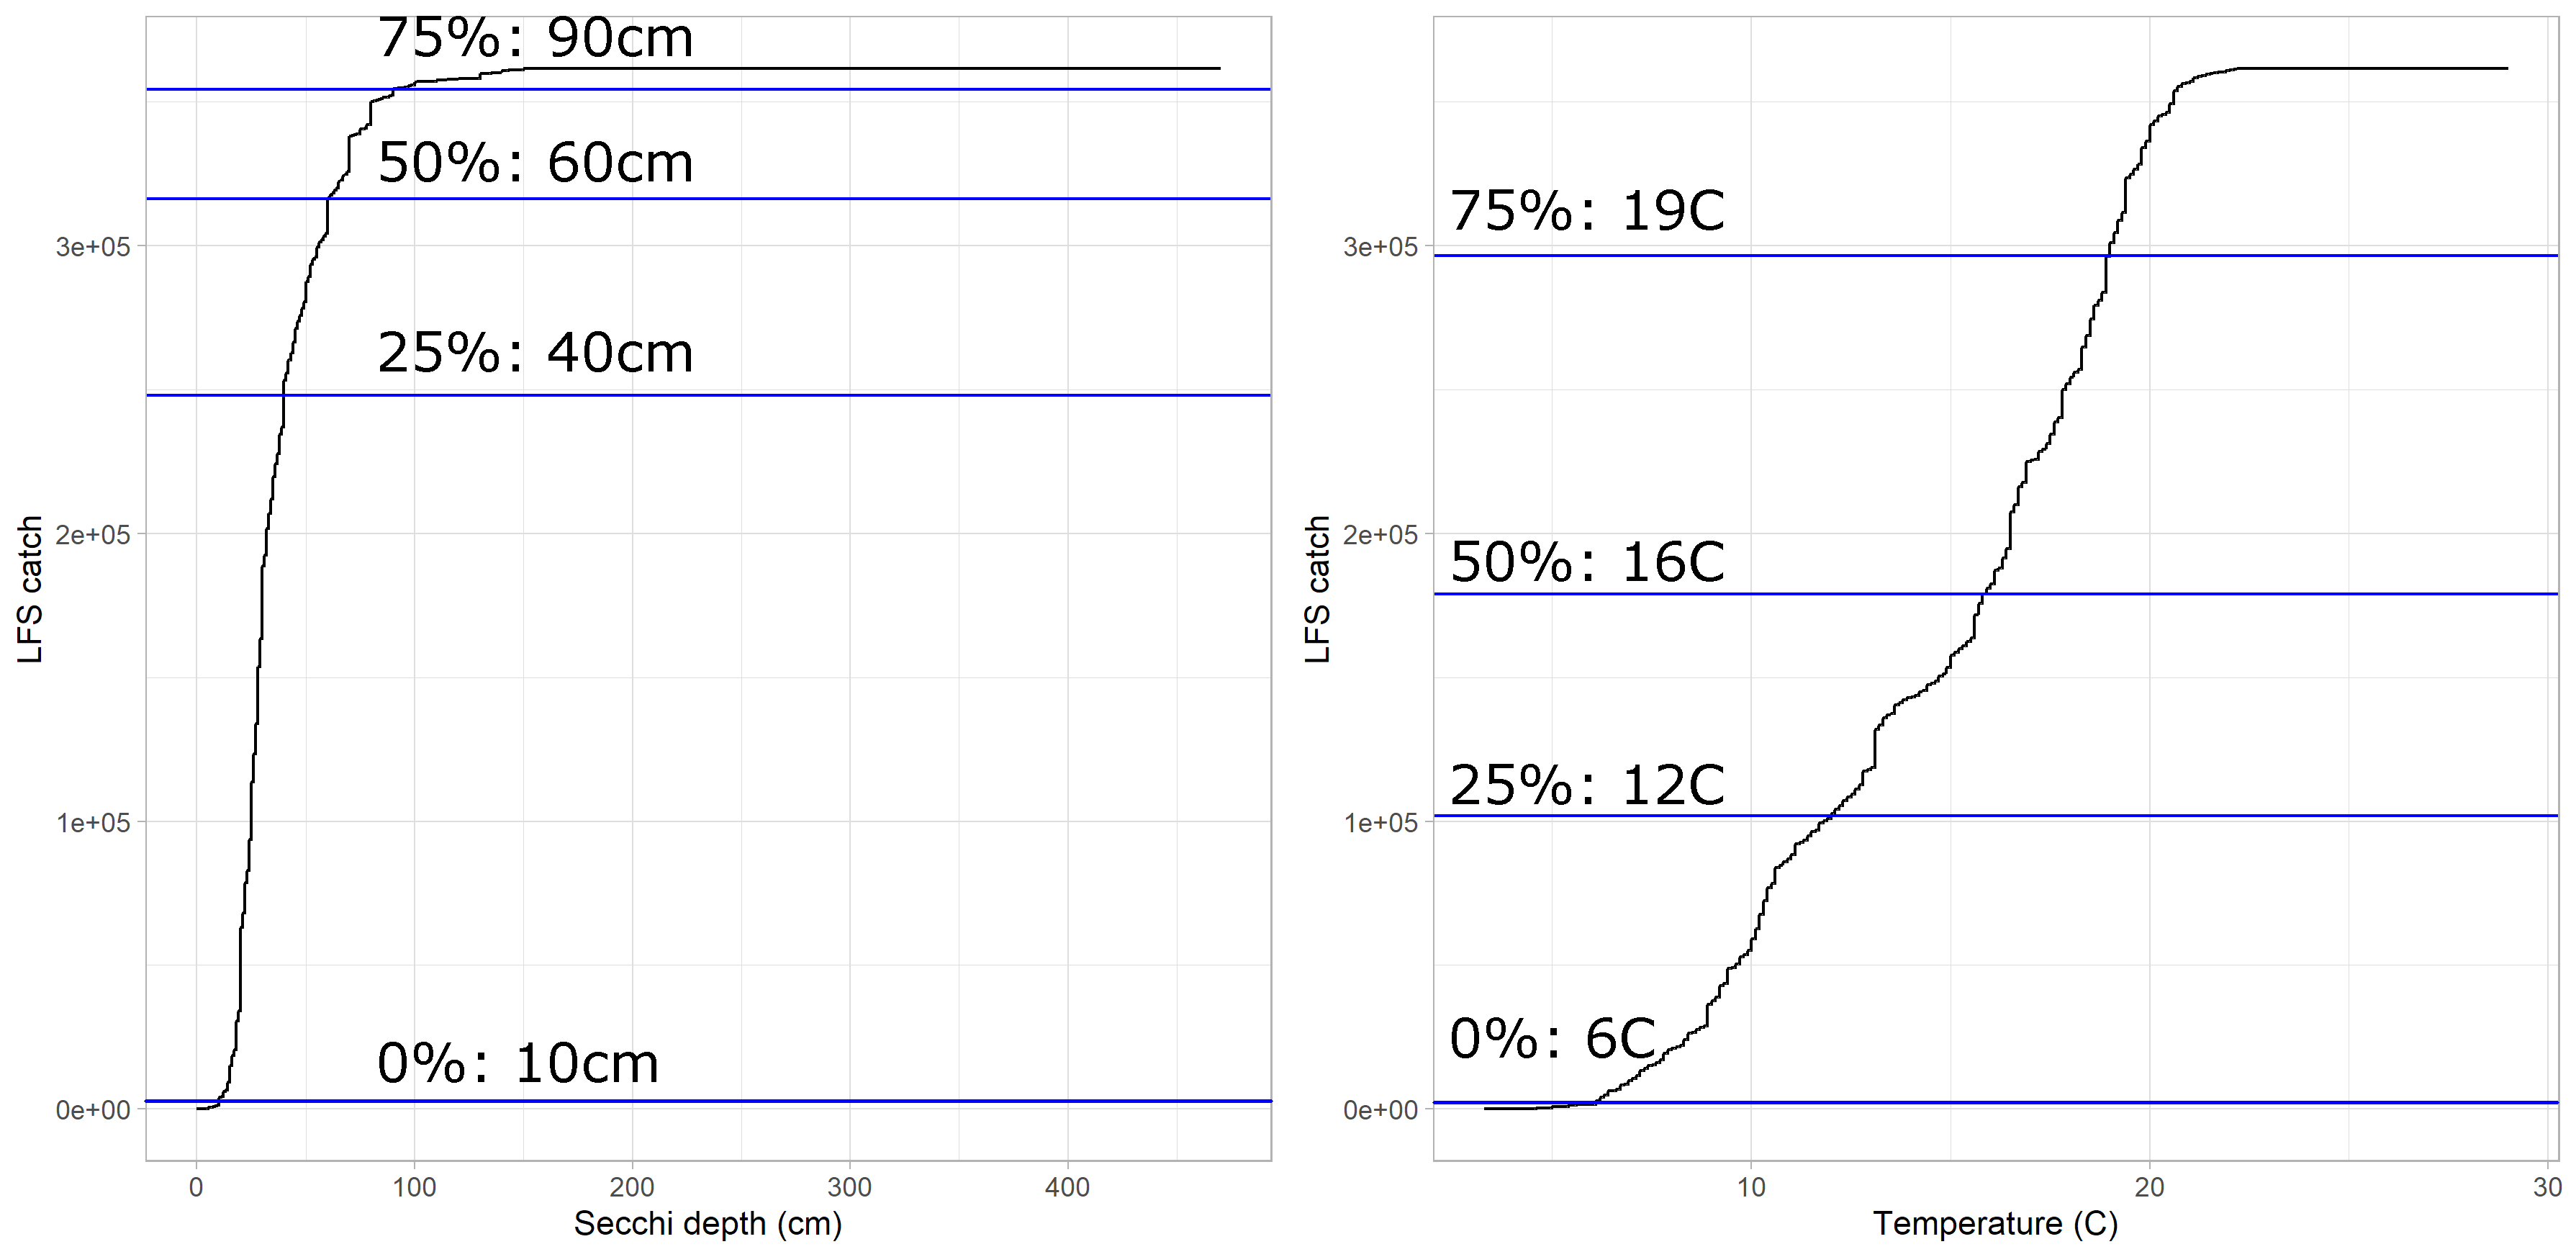 75%: 90cm
50%: 60cm
25%: 40cm
0%: 10cm
3e+05
2e+05
1e+05
0e+00
LFS catch
0
100
200
300
400
Secchi depth (cm)
75%: 19C
50%: 16C
25%: 12C
0%: 6C
3e+05
2e+05
1e+05
0e+00
LFS catch
10
20
30
Temperature (C)